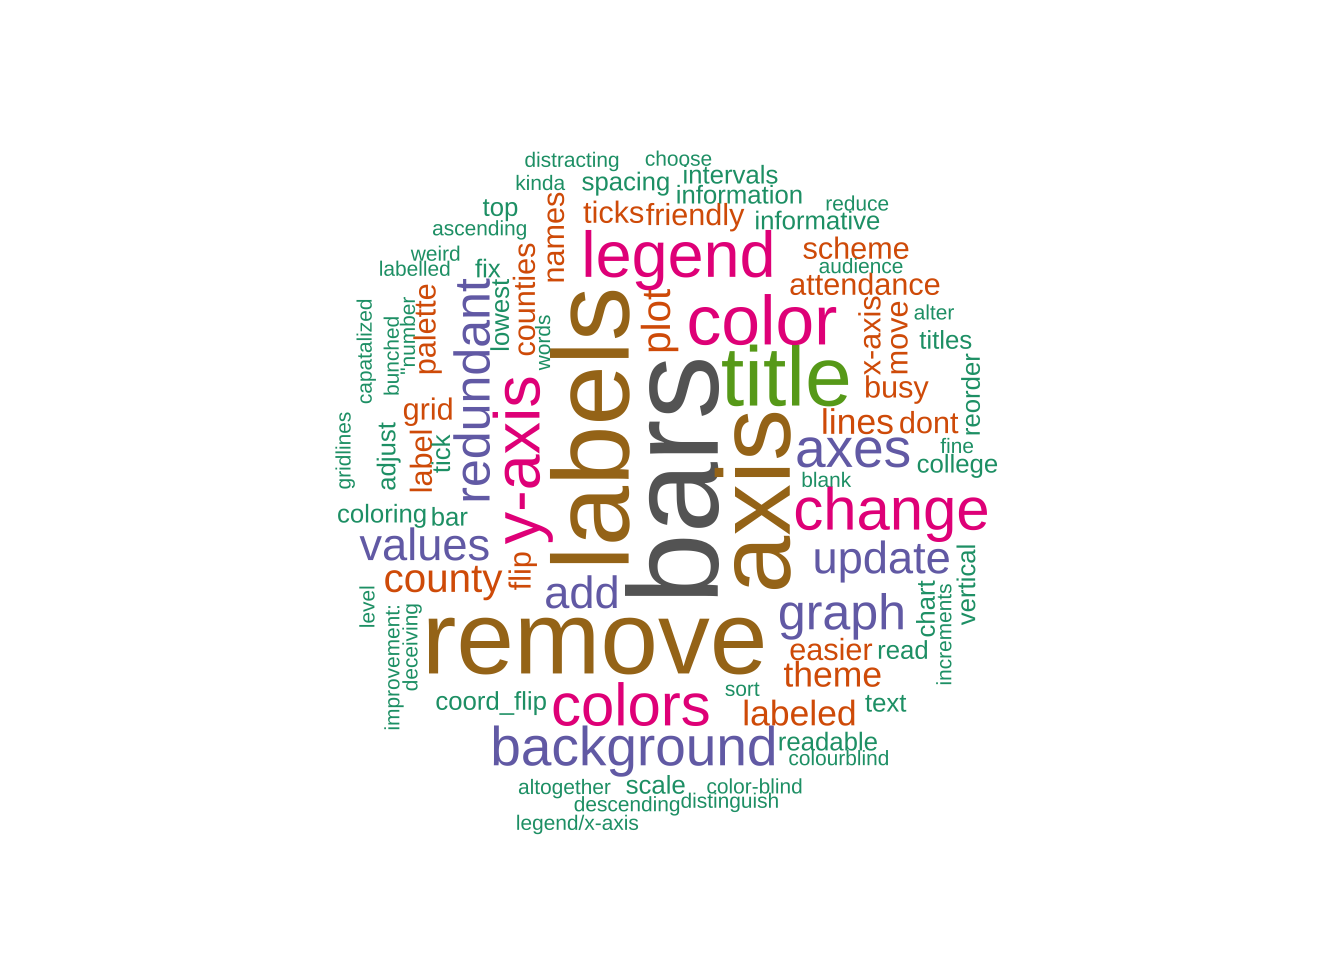 distracting
choose
kinda
spacing
intervals
information
top
names
ticks
friendly
reduce
informative
ascending
weird
labelled
fix
legend
scheme
audience
attendance
counties
redundant
lowest
palette
"number
bunched
capatalized
words
labels
plot
color
x-axis
move
alter
titles
title
bars
axis
y-axis
busy
reorder
grid
lines
dont
gridlines
adjust
label
tick
axes
fine
college
blank
coloring
bar
change
values
update
vertical
county
flip
add
graph
chart
increments
level
improvement:
deceiving
remove
easier
read
theme
coord_flip
colors
sort
labeled
text
background
readable
colourblind
altogether
scale
color-blind
descending
distinguish
legend/x-axis